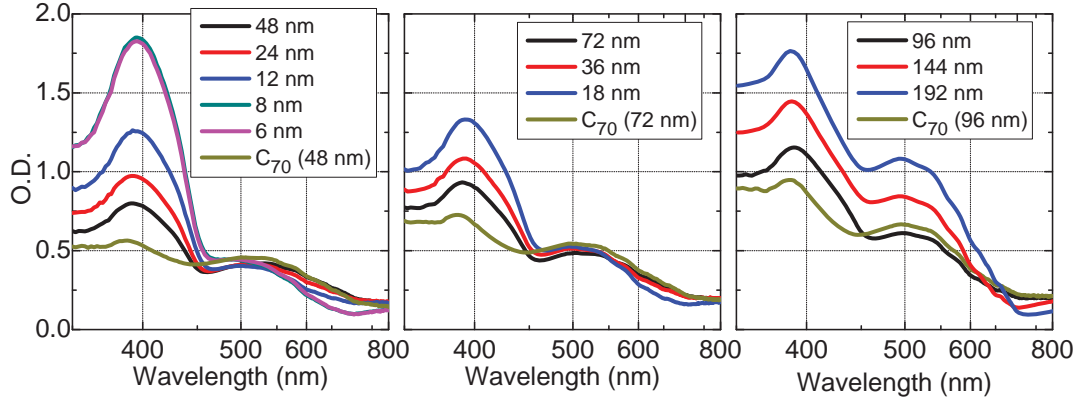 O.D.
2.0
1.5
1.0
0.5
0.0
48 nm
24 nm
12 nm
8 nm
6 nm
C70 (48 nm)
400 500 600 800
Wavelength (nm)
72 nm
36 nm
18 nm
C70 (72 nm)
400 500 600 800
Wavelength (nm)
96 nm
144 nm
192 nm
C70 (96 nm)
400 500 600 800
Wavelength (nm)